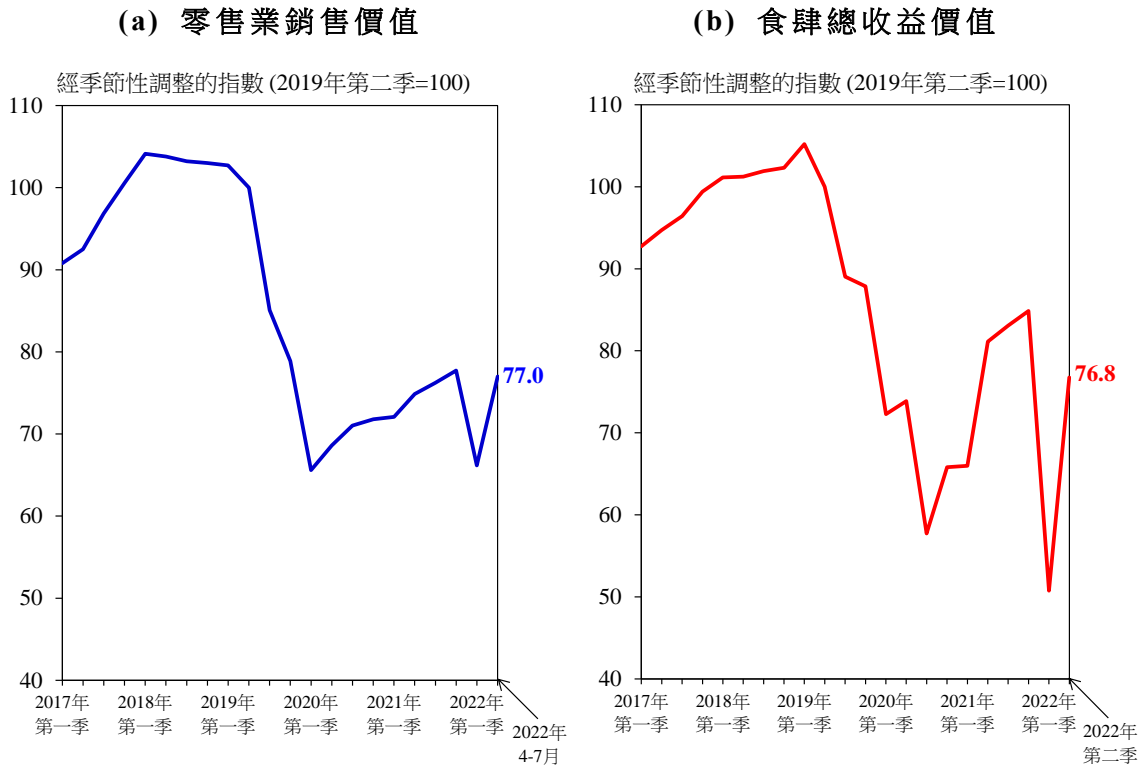 (a) 零售業銷售價值
經季節性調整的指數 (2019年第二季=100)
110
100
90
80
70
60
50
40
77.0
2017年
第一季
2018年
第一季
2019年
第一季
2020年
第一季
2021年
第一季
2022年
第一季
2022年
4-7月
(b) 食肆總收益價值
經季節性調整的指數 (2019年第二季=100)
110
100
90
80
70
60
50
40
76.8
2017年
第一季
2018年
第一季
2019年
第一季
2020年
第一季
2021年
第一季
2022年
第一季
2022年
第二季